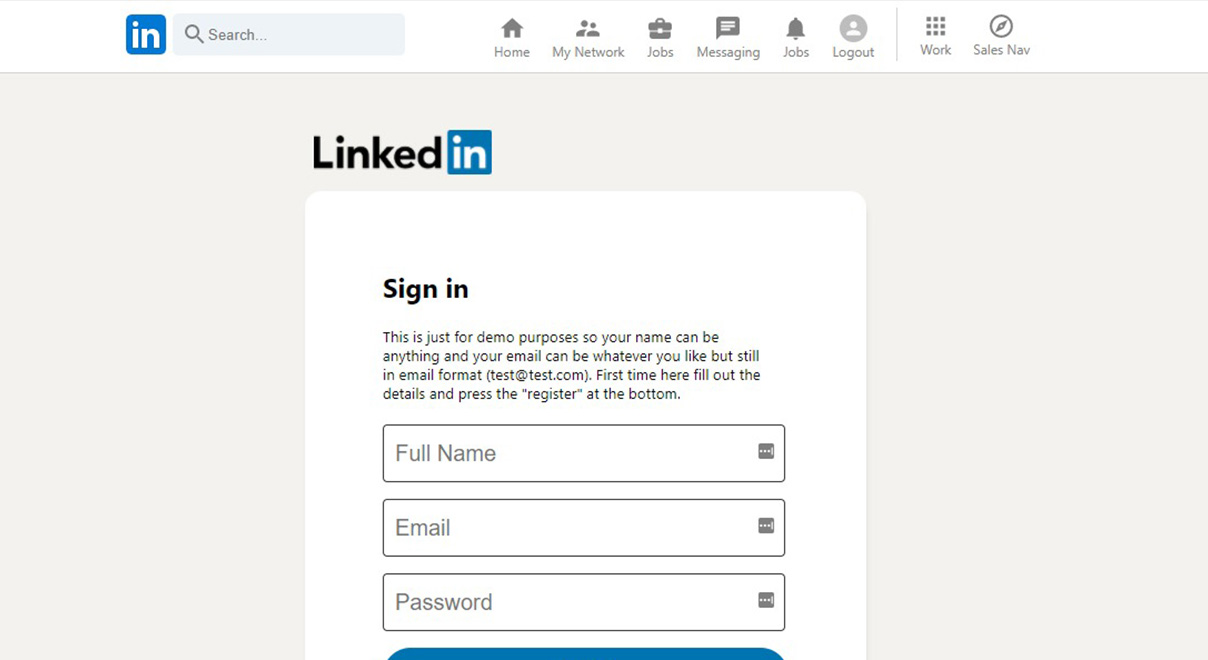 in Search...
Home My Network Jobs Messaging Jobs Logout Work Sales Nav
Linked in
Sign in
This is just for demo purposes so your name can be
anything and your email can be whatever you like but still
in email format (test@test.com). First time here fill out the
details and press the "register" at the bottom.
Full Name
Email
Password